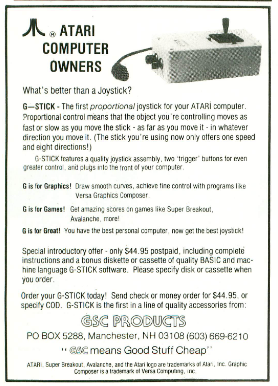 ® ATARI
COMPUTER
OWNERS
What's better than a Joystick?
G—STICK - The first proportional joystick for your ATARI computer.
Proportional control means that the object you're controlling moves as
fast or slow as you move the stick - as far as you move it - in whatever
direction you move it. (The stick you're using now only offers one speed
and eight directions!)
G-STICK features a quality joystick assembly, two 'trigger' buttons for even
greater control, and plugs into the front of your computer.
G is for Graphics! Draw smooth curves, achieve fine control with programs like
Versa Graphics Composer.
G is for Games! Get amazing scores on games like Super Breakout,
Avalanche, more!
G is for Great! You have the best personal computer, now get the best joystick!
Special introductory offer - only $44.95 postpaid, including complete
instructions and a bonus diskette or cassette of quality BASIC and mac-
hine language G-STICK software. Please specify disk or cassette when
you order.
Order your G-STICK today! Send check or money order for $44.95, or
specify COD. G-STICK is the first in a line of quality accessories from:
GSC PRODUCTS
PO BOX 5288, Manchester, NH 03108 (603) 669-6210
"GSC means Good Stuff Cheap"
ATARI, Super Breakout, Avalanche, and the Atari logo are trademarks of Atari, Inc. Graphic
Composer is a trademark of Versa Computing, Inc.